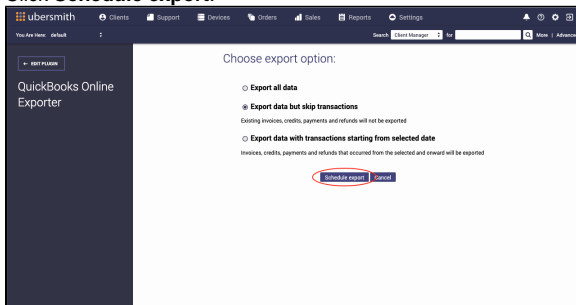 Click Schedule export.
ubersmith Clients Support Devices Orders Sales Reports Settings
You Are Here: default Search Client Manager for More | Advance
← EDIT PLUGIN
QuickBooks Online
Exporter
Choose export option:
Export all data
Export data but skip transactions
Existing invoices, credits, payments and refunds will not be exported
Export data with transactions starting from selected date
Invoices, credits, payments and refunds that occurred from the selected and onward will be exported
Schedule export Cancel